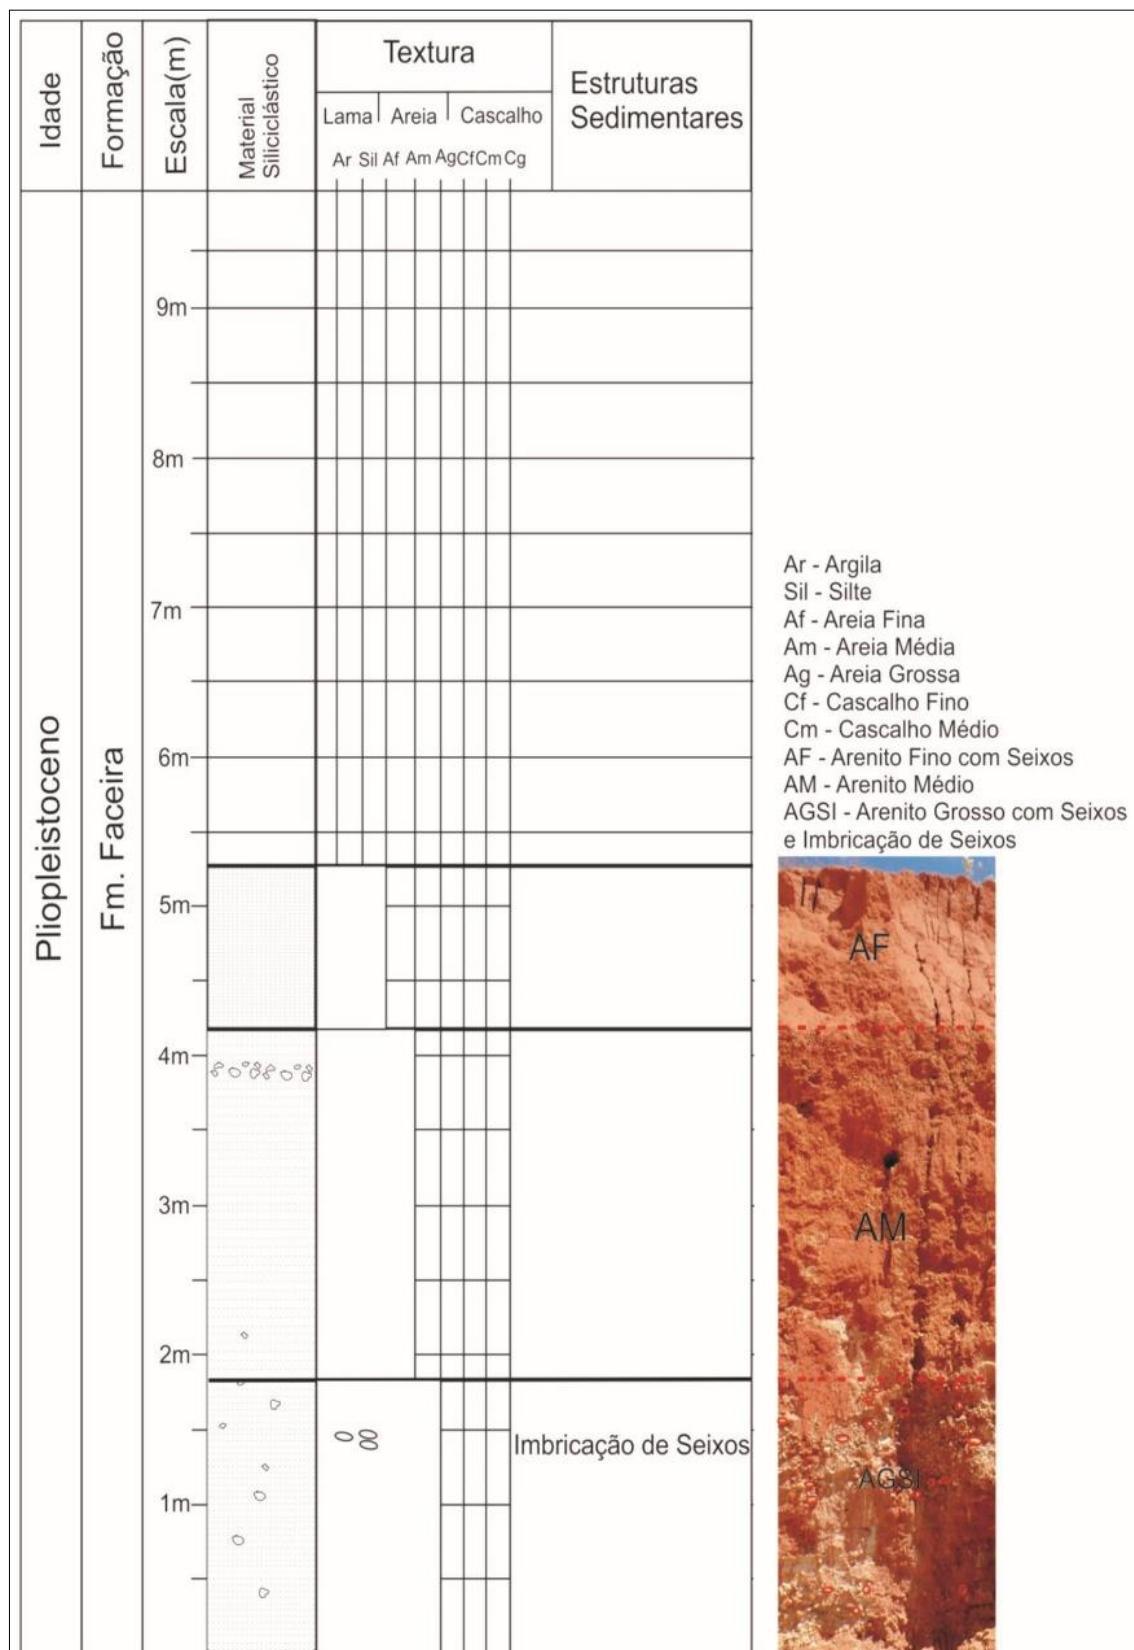 Idade
Formação
Escala(m)
Material
Siliciclástico
Textura
Lama Areia Cascalho
Ar Sil Af Am Ag Cf Cm Cg
Estruturas
Sedimentares
Pliopleistoceno
Fm. Faceira
9m
8m
7m
6m
5m
4m
3m
2m
1m
Imbricação de Seixos
Ar - Argila
Sil - Silte
Af - Areia Fina
Am - Areia Média
Ag - Areia Grossa
Cf - Cascalho Fino
Cm - Cascalho Médio
AF - Arenito Fino com Seixos
AM - Arenito Médio
AGSI - Arenito Grosso com Seixos
e Imbricação de Seixos
AF
AM
AGSI